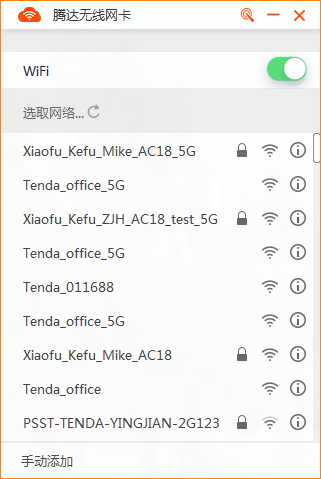 腾达无线网卡
WiFi
选取网络...
Xiaofu_Kefu_Mike_AC18_5G
Tenda_office_5G
Xiaofu_Kefu_ZJH_AC18_test_5G
Tenda_office_5G
Tenda_011688
Tenda_office_5G
Xiaofu_Kefu_Mike_AC18
Tenda_office
PSST-TENDA-YINGJIAN-2G123
手动添加